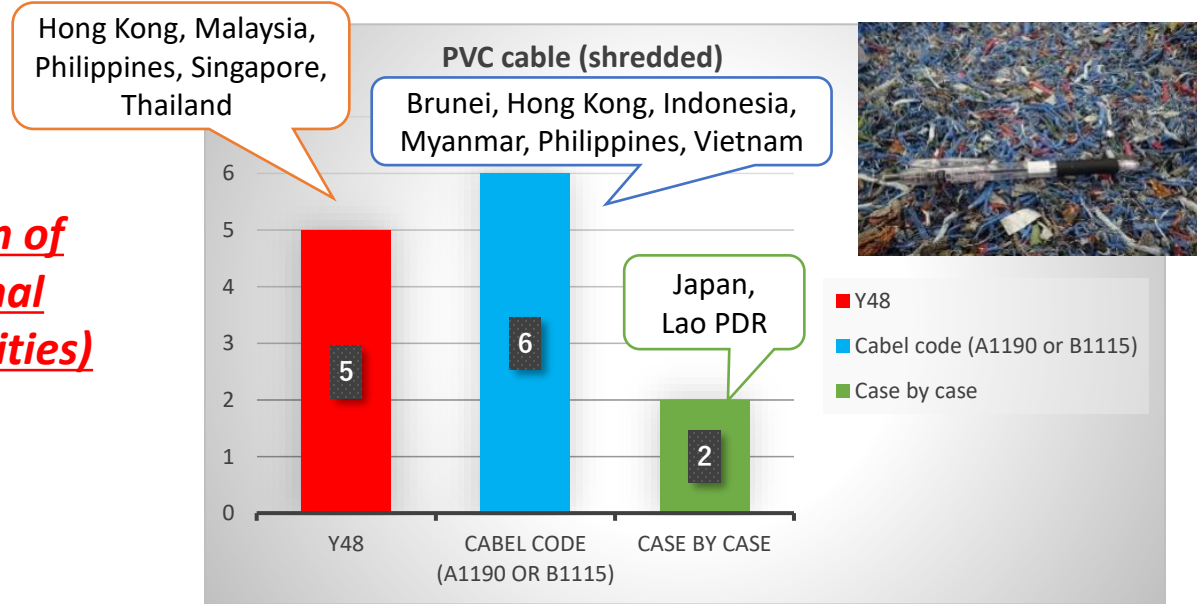 Hong Kong, Malaysia,
Philippines, Singapore,
Thailand
PVC cable (shredded)
Brunei, Hong Kong, Indonesia,
Myanmar, Philippines, Vietnam
of
ities)
Japan,
Lao PDR
6
5
4
3
2
1
0
5
6
2
Y48
CABEL CODE
(A1190 OR B1115)
CASE BY CASE
Y48
Cabel code (A1190 or B1115)
Case by case